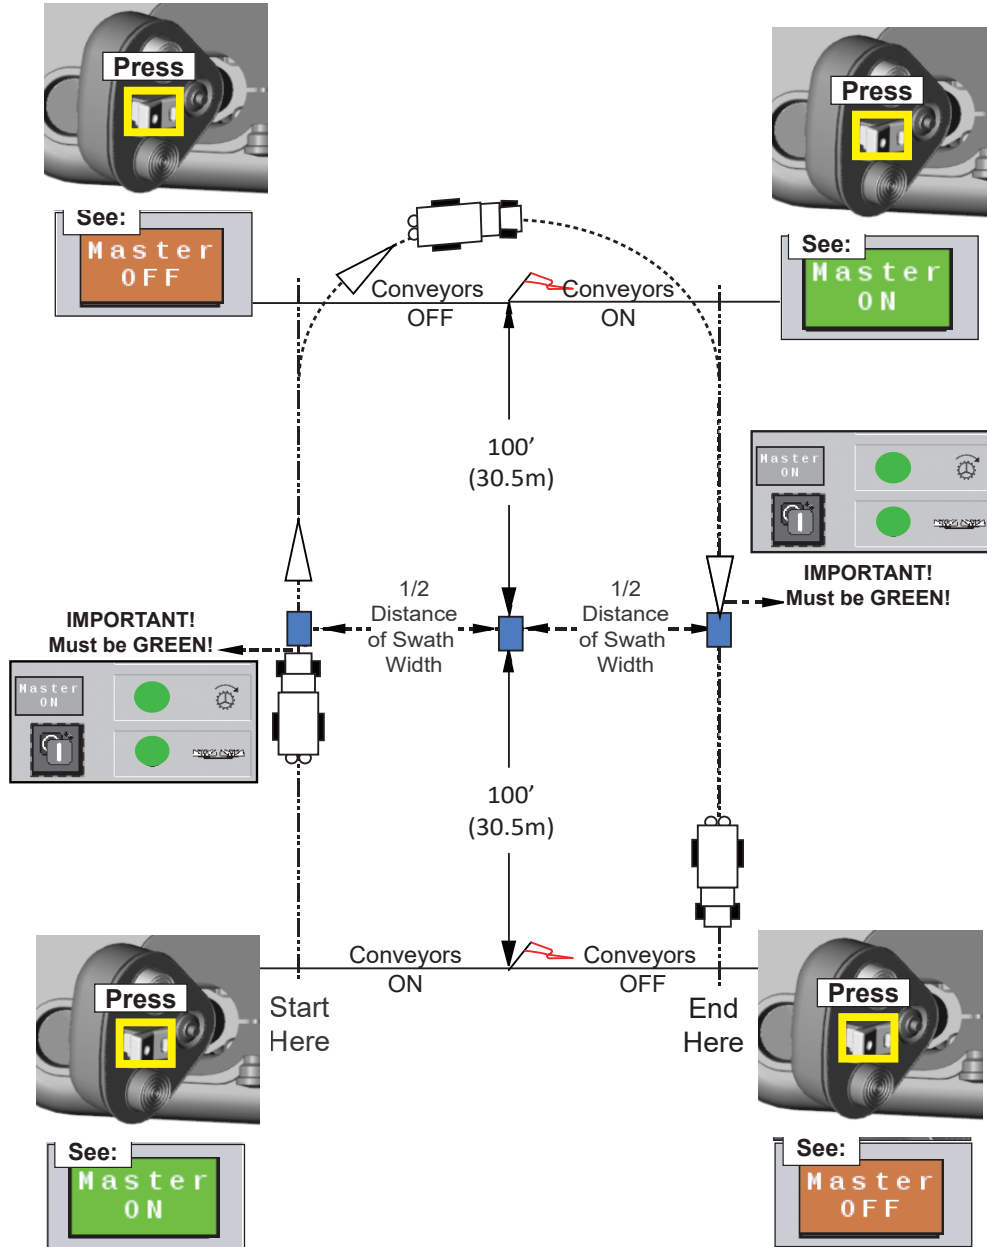 Press
See:
Master
OFF
Press
See:
Master
ON
Conveyors
OFF
Conveyors
ON
100’
(30.5m)
Master
ON
IMPORTANT!
Must be GREEN!
1/2
Distance
of Swath
Width
1/2
Distance
of Swath
Width
IMPORTANT!
Must be GREEN!
Master
ON
100’
(30.5m)
Conveyors
ON
Conveyors
OFF
Press
Start
Here
End
Here
Press
See:
Master
ON
See:
Master
OFF